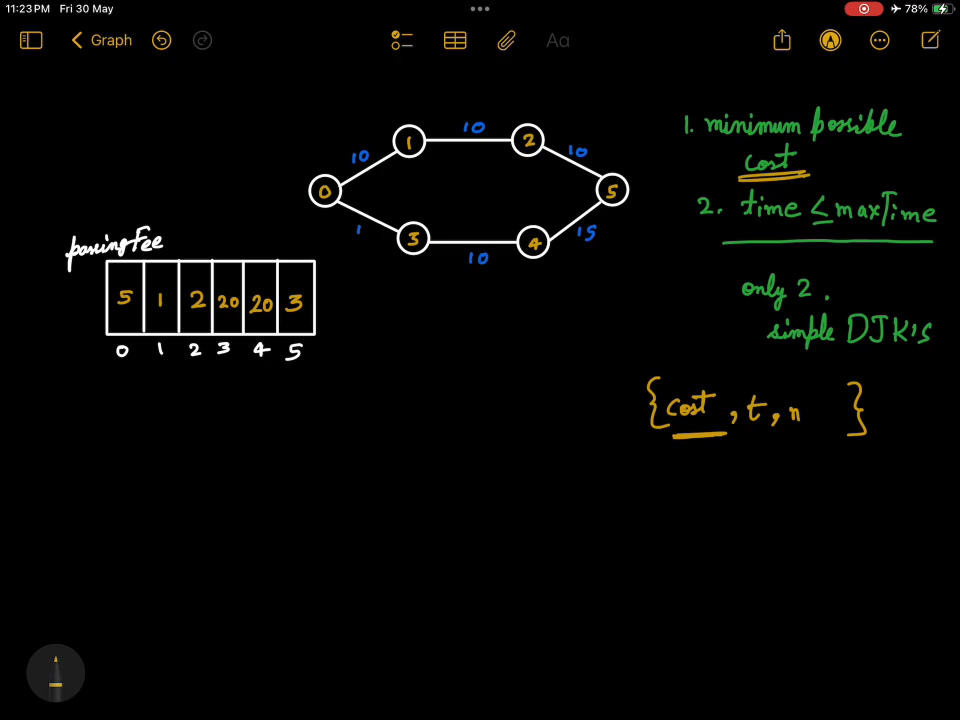 11:23 PM Fri 30 May
78%
Graph
Aa
1. minimum possible
cost
2. time ≤ maxTime
only 2.
simple DJK's
{cost, t, n }
10
10
10
1
2
0
5
3
4
1
10
15
passingFee
5 1 2 20 20 3
0 1 2 3 4 5